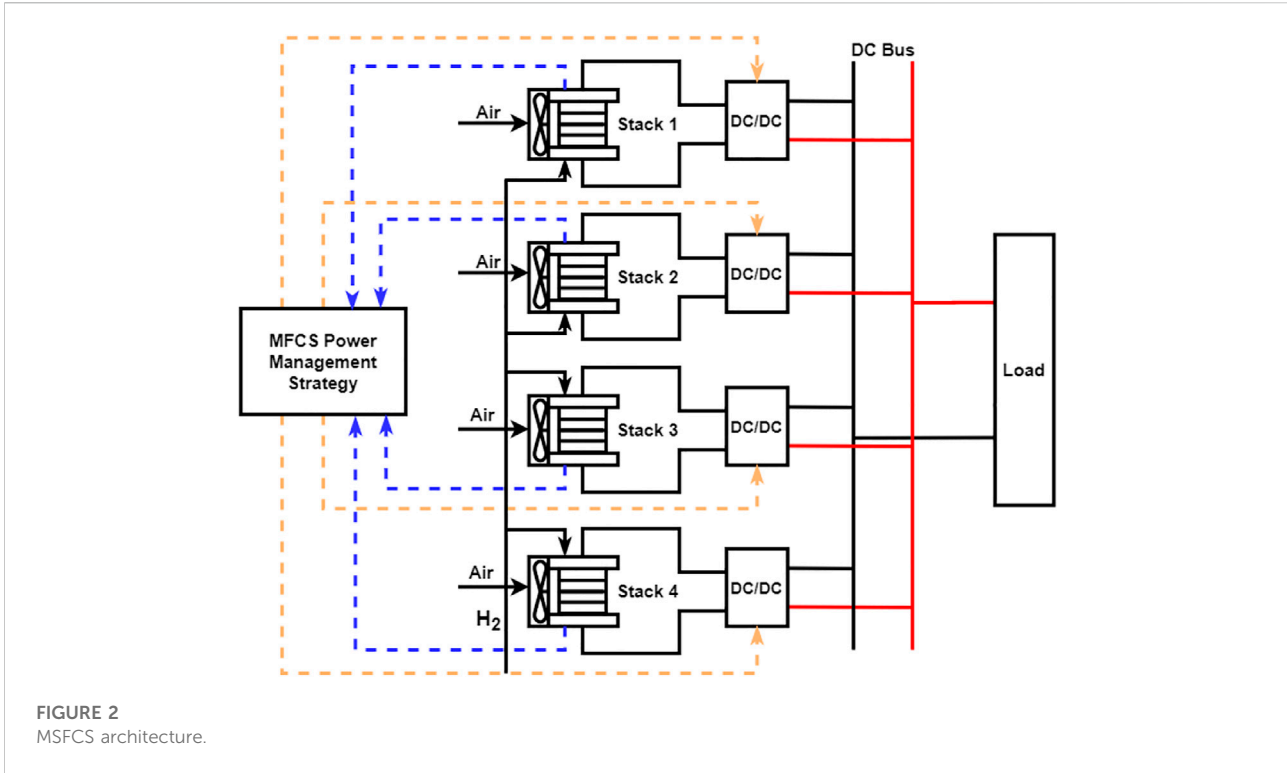 DC Bus
Air
Stack 1
DC/DC
Air
Stack 2
DC/DC
MFCS Power
Management
Strategy
Load
Air
Stack 3
DC/DC
Air
Stack 4
DC/DC
H2
FIGURE 2
MSFCS architecture.